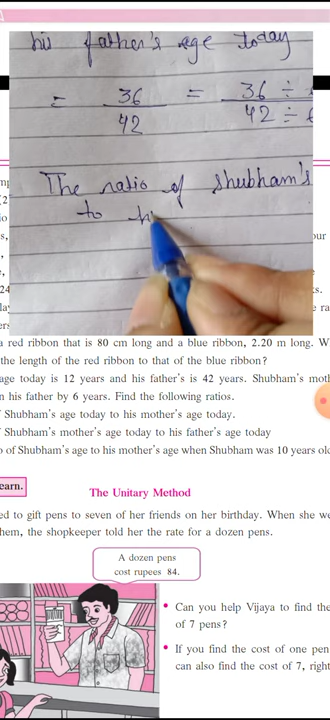 his father's age today
= 36/42 = 36 ÷ / 42 ÷
The ratio of Shubham's
to
a red ribbon that is 80 cm long and a blue ribbon, 2.20 m long. W
the length of the red ribbon to that of the blue ribbon?
age today is 12 years and his father's is 42 years. Shubham's moth
n his father by 6 years. Find the following ratios.
Shubham's age today to his mother's age today.
Shubham's mother's age today to his father's age today
o of Shubham's age to his mother's age when Shubham was 10 years old
earn.
The Unitary Method
ed to gift pens to seven of her friends on her birthday. When she we
hem, the shopkeeper told her the rate for a dozen pens.
A dozen pens
cost rupees 84.
• Can you help Vijaya to find the
of 7 pens?
• If you find the cost of one pen
can also find the cost of 7, right